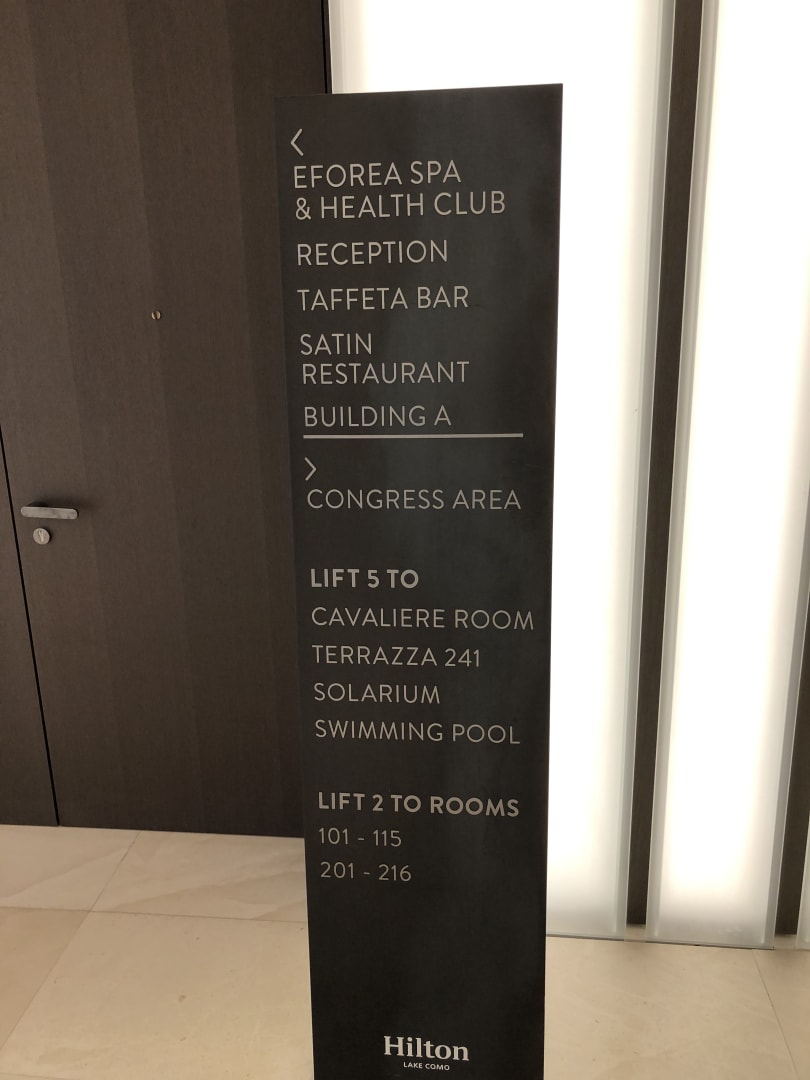 <
EFOREA SPA
& HEALTH CLUB
RECEPTION
TAFFETA BAR
SATIN
RESTAURANT
BUILDING A
>
CONGRESS AREA
LIFT 5 TO
CAVALIERE ROOM
TERRAZZA 241
SOLARIUM
SWIMMING POOL
LIFT 2 TO ROOMS
101 - 115
201 - 216
Hilton
LAKE COMO